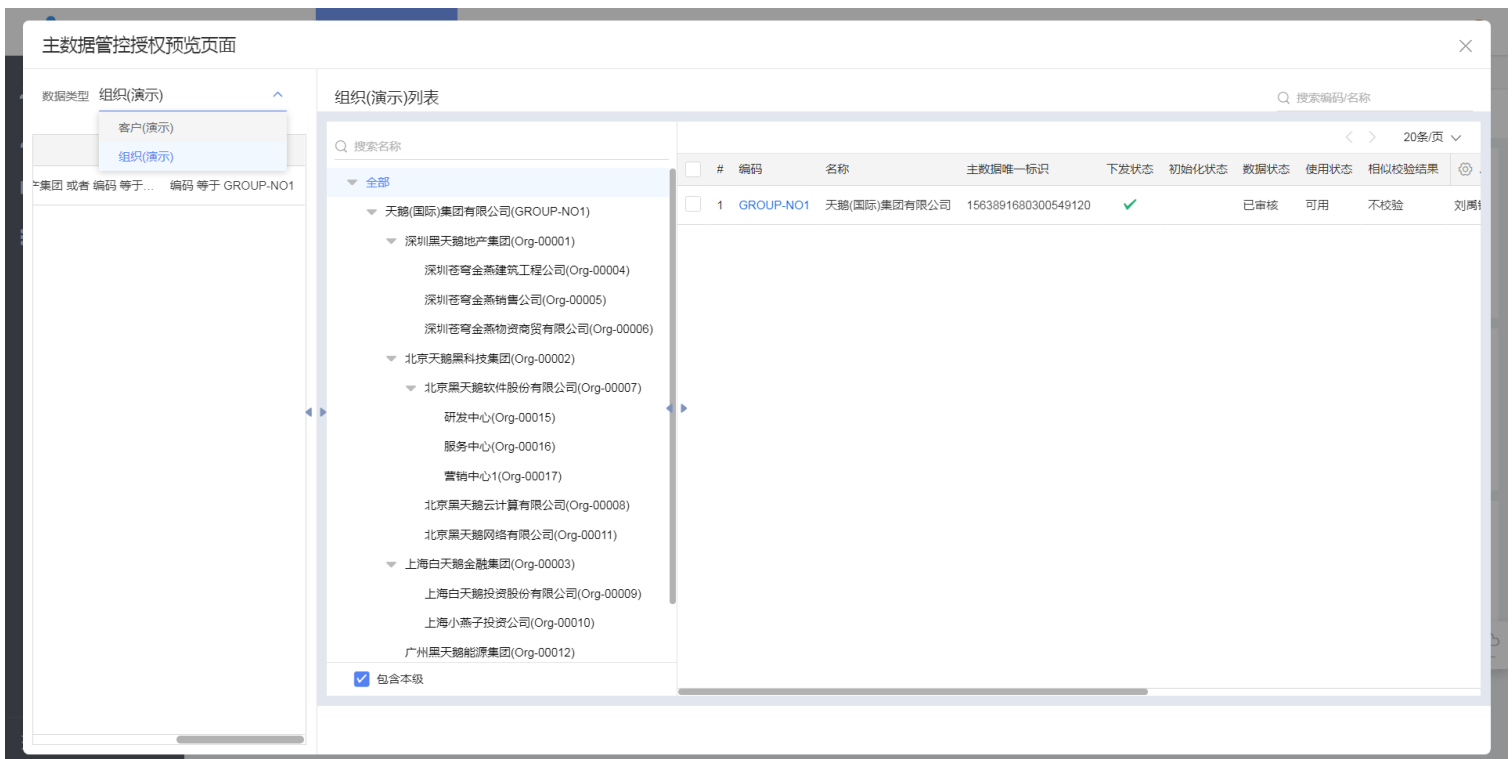 主数据管控授权预览页面
数据类型 组织(演示)
客户(演示)
组织(演示)
集团 或者 编码 等于... 编码 等于 GROUP-NO1
组织(演示)列表
搜索编码/名称
搜索名称
全部
天鹅(国际)集团有限公司(GROUP-NO1)
深圳黑天鹅地产集团(Org-00001)
深圳苍穹金燕建筑工程公司(Org-00004)
深圳苍穹金燕销售公司(Org-00005)
深圳苍穹金燕物资商贸有限公司(Org-00006)
北京天鹅黑科技集团(Org-00002)
北京黑天鹅软件股份有限公司(Org-00007)
研发中心(Org-00015)
服务中心(Org-00016)
营销中心1(Org-00017)
北京黑天鹅云计算有限公司(Org-00008)
北京黑天鹅网络有限公司(Org-00011)
上海白天鹅金融集团(Org-00003)
上海白天鹅投资股份有限公司(Org-00009)
上海小燕子投资公司(Org-00010)
广州黑天鹅能源集团(Org-00012)
包含本级
20条/页
# 编码 名称 主数据唯一标识 下发状态 初始化状态 数据状态 使用状态 相似校验结果
1 GROUP-NO1 天鹅(国际)集团有限公司 1563891680300549120 已审核 可用 不校验 刘禹